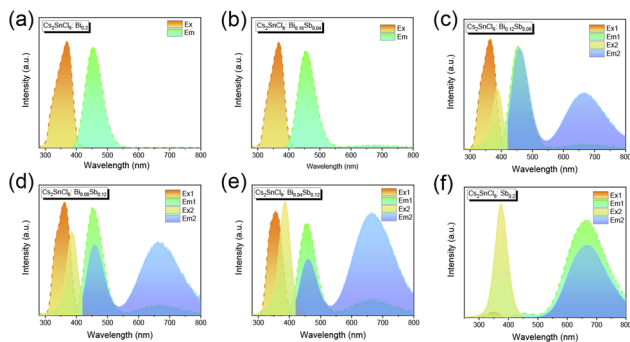 (a)
Cs₂SnCl₆: Bi₀.₂
Ex
Em
Intensity (a.u.)
300 400 500 600 700 800
Wavelength (nm)
(b)
Cs₂SnCl₆: Bi₀.₁₆Sb₀.₀₄
Ex
Em
Intensity (a.u.)
300 400 500 600 700 800
Wavelength (nm)
(c)
Cs₂SnCl₆: Bi₀.₁₂Sb₀.₀₈
Ex1
Em1
Ex2
Em2
Intensity (a.u.)
300 400 500 600 700 800
Wavelength (nm)
(d)
Cs₂SnCl₆: Bi₀.₀₈Sb₀.₁₂
Ex1
Em1
Ex2
Em2
Intensity (a.u.)
300 400 500 600 700 800
Wavelength (nm)
(e)
Cs₂SnCl₆: Bi₀.₀₄Sb₀.₁₂
Ex1
Em1
Ex2
Em2
Intensity (a.u.)
300 400 500 600 700 800
Wavelength (nm)
(f)
Cs₂SnCl₆: Sb₀.₂
Ex1
Em1
Ex2
Em2
Intensity (a.u.)
300 400 500 600 700 800
Wavelength (nm)